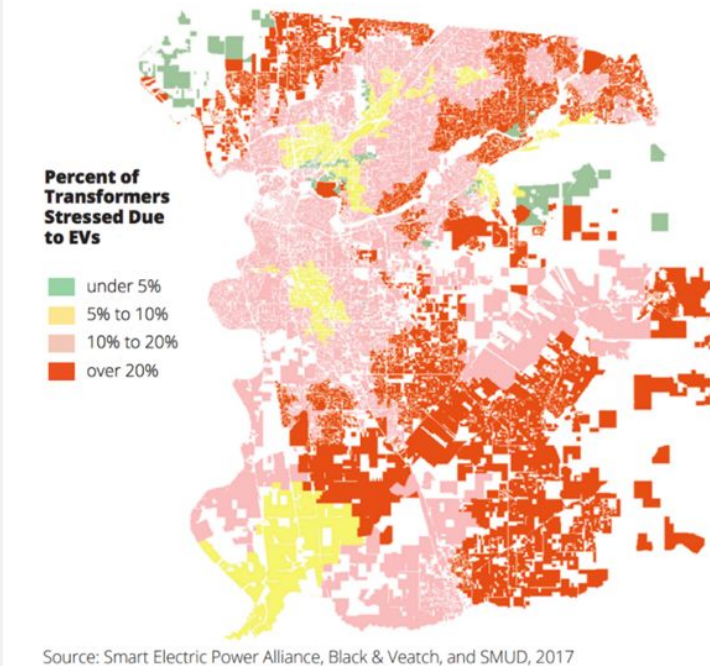 Percent of
Transformers
Stressed Due
to EVs
under 5%
5% to 10%
10% to 20%
over 20%
Source: Smart Electric Power Alliance, Black & Veatch, and SMUD, 2017